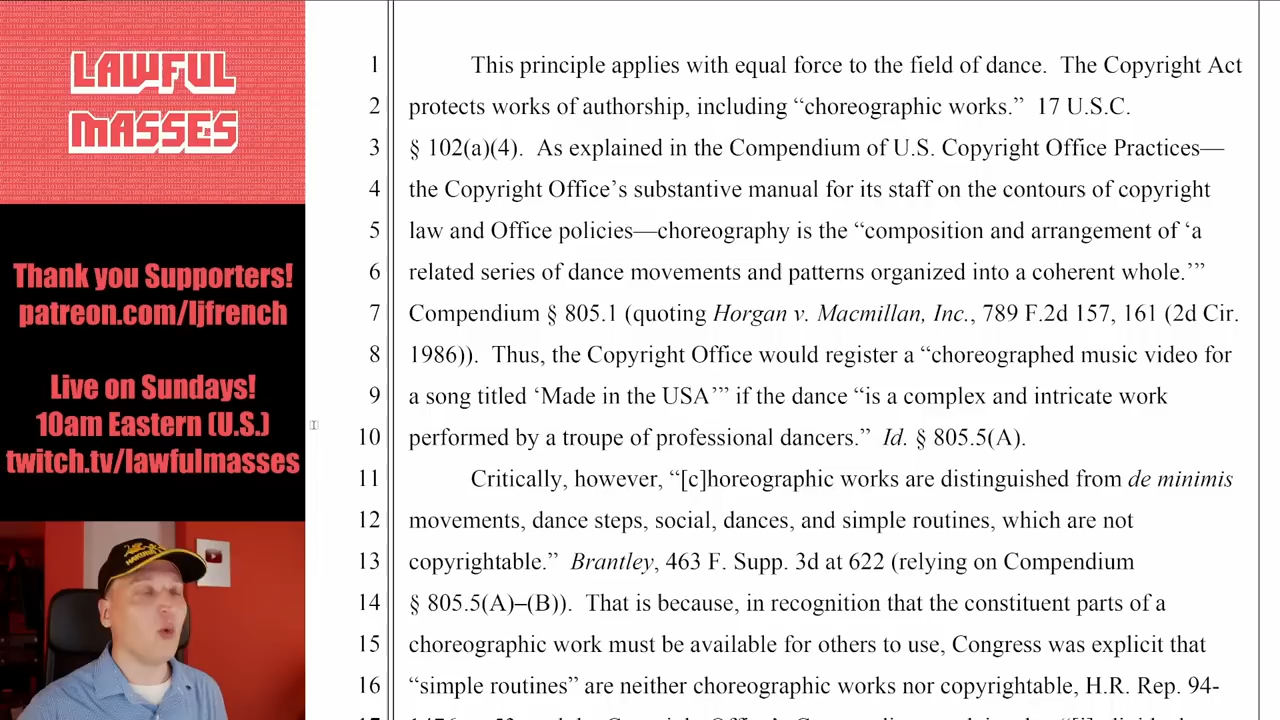 LAWFUL
MASSES
Thank you Supporters!
patreon.com/ljfrench
Live on Sundays!
10am Eastern (U.S.)
twitch.tv/lawfulmasses
1 This principle applies with equal force to the field of dance. The Copyright Act
2 protects works of authorship, including “choreographic works.” 17 U.S.C.
3 § 102(a)(4). As explained in the Compendium of U.S. Copyright Office Practices—
4 the Copyright Office’s substantive manual for its staff on the contours of copyright
5 law and Office policies—choreography is the “composition and arrangement of ‘a
6 related series of dance movements and patterns organized into a coherent whole.’”
7 Compendium § 805.1 (quoting Horgan v. Macmillan, Inc., 789 F.2d 157, 161 (2d Cir.
8 1986)). Thus, the Copyright Office would register a “choreographed music video for
9 a song titled ‘Made in the USA’” if the dance “is a complex and intricate work
10 performed by a troupe of professional dancers.” Id. § 805.5(A).
11 Critically, however, “[c]horeographic works are distinguished from de minimis
12 movements, dance steps, social, dances, and simple routines, which are not
13 copyrightable.” Brantley, 463 F. Supp. 3d at 622 (relying on Compendium
14 § 805.5(A)–(B)). That is because, in recognition that the constituent parts of a
15 choreographic work must be available for others to use, Congress was explicit that
16 “simple routines” are neither choreographic works nor copyrightable, H.R. Rep. 94-